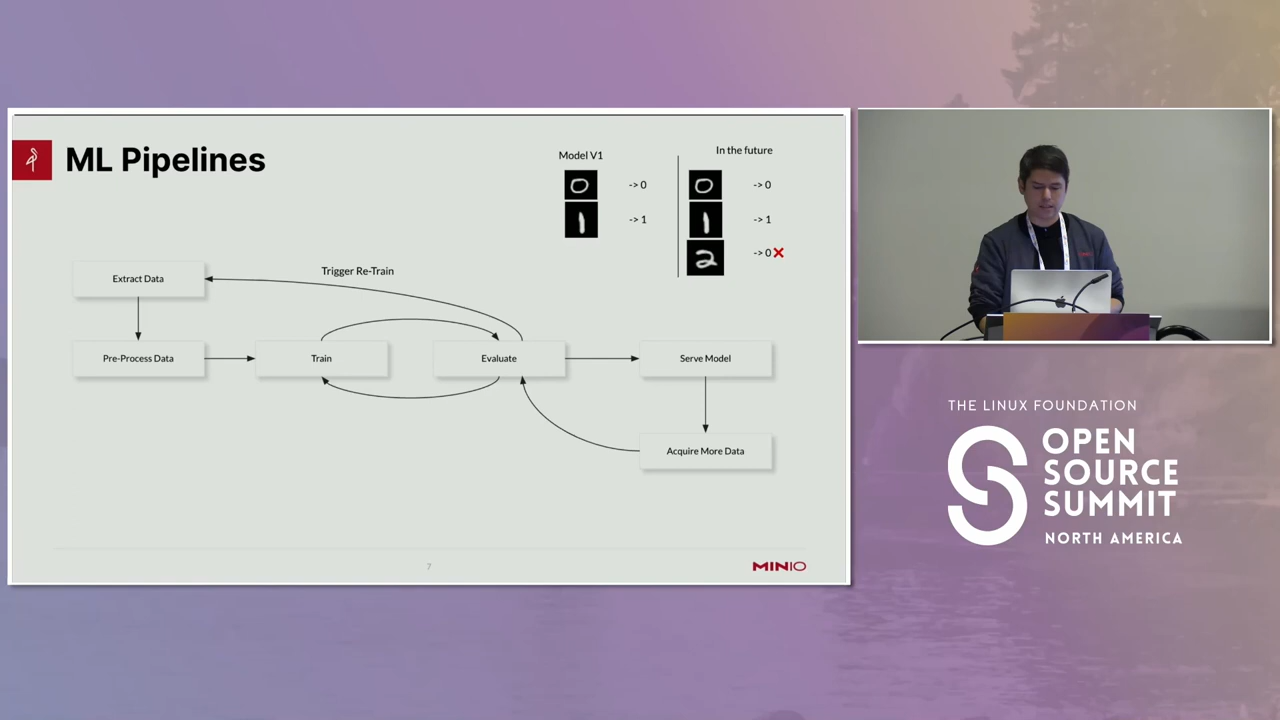 ML Pipelines
Model V1
-> 0
-> 1
In the future
-> 0
-> 1
-> 0
Trigger Re-Train
Extract Data
Pre-Process Data
Train
Evaluate
Serve Model
Acquire More Data
7
MINIO
THE LINUX FOUNDATION
OPEN
SOURCE
SUMMIT
NORTH AMERICA